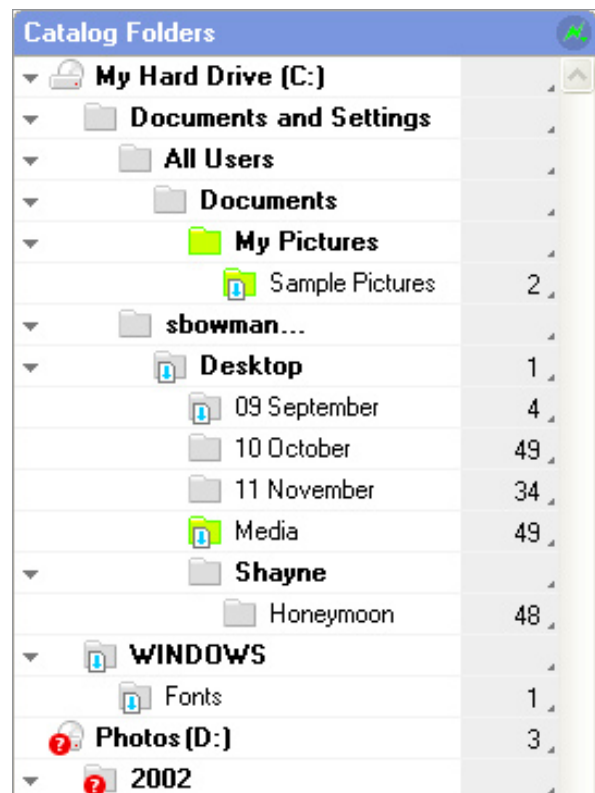 Catalog Folders
My Hard Drive (C:)
Documents and Settings
All Users
Documents
My Pictures
Sample Pictures 2
sbowman...
Desktop 1
09 September 4
10 October 49
11 November 34
Media 49
Shayne
Honeymoon 48
WINDOWS
Fonts 1
Photos (D:) 3
2002